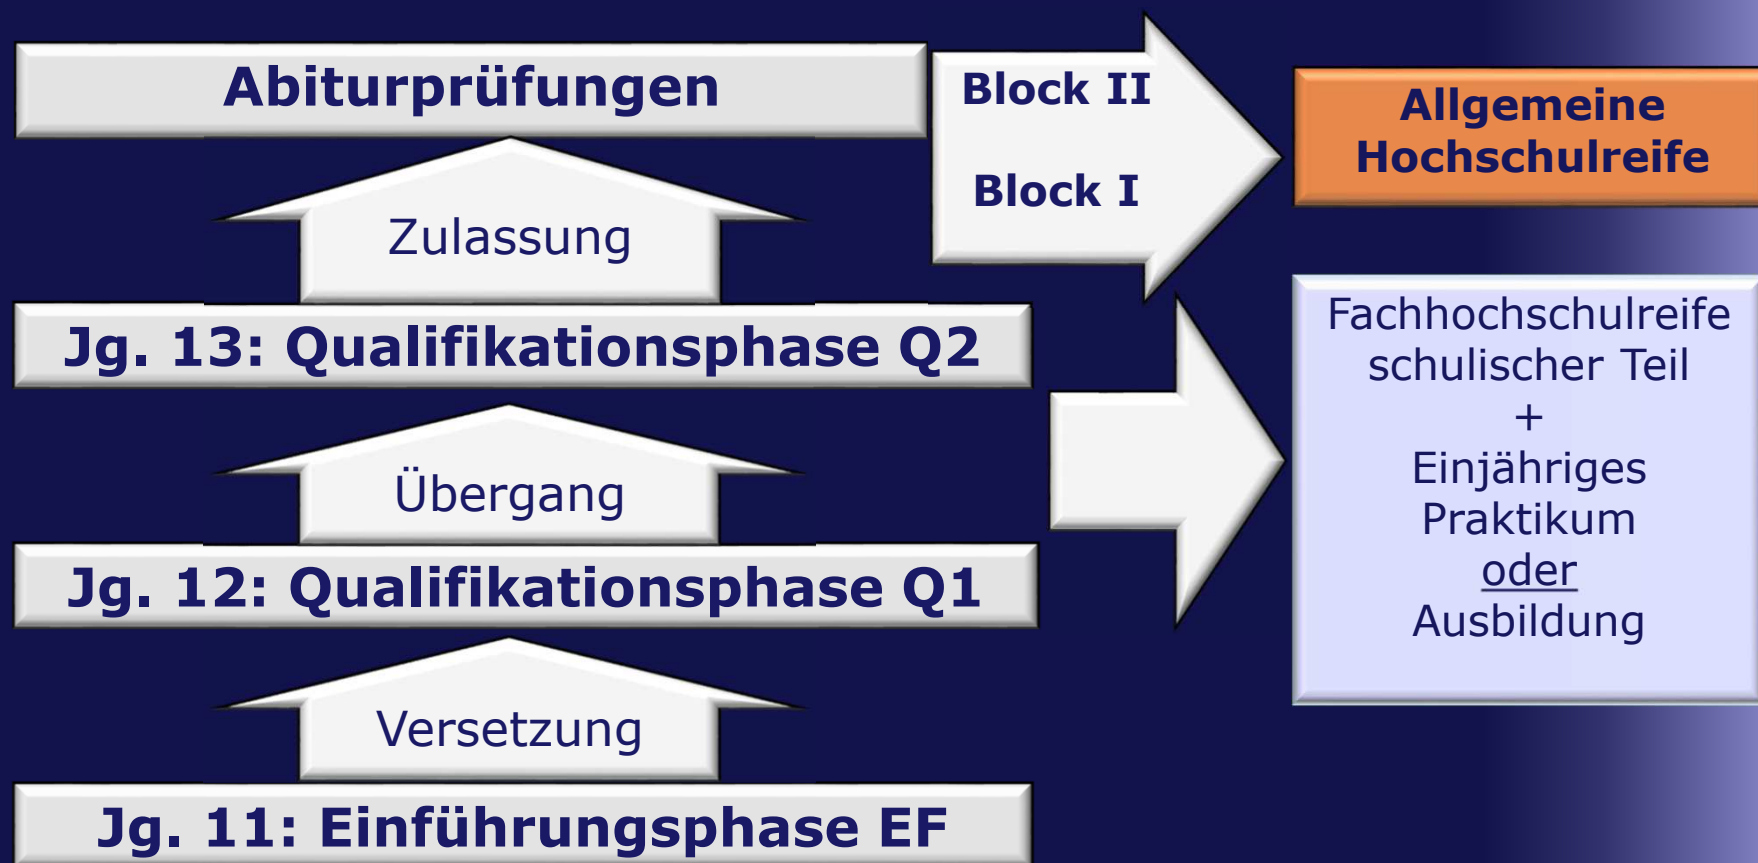 Abiturprüfungen
Block II
Block I
Allgemeine
Hochschulreife
Zulassung
Jg. 13: Qualifikationsphase Q2
Fachhochschulreife
schulischer Teil
+
Einjähriges
Praktikum
oder
Ausbildung
Übergang
Jg. 12: Qualifikationsphase Q1
Versetzung
Jg. 11: Einführungsphase EF